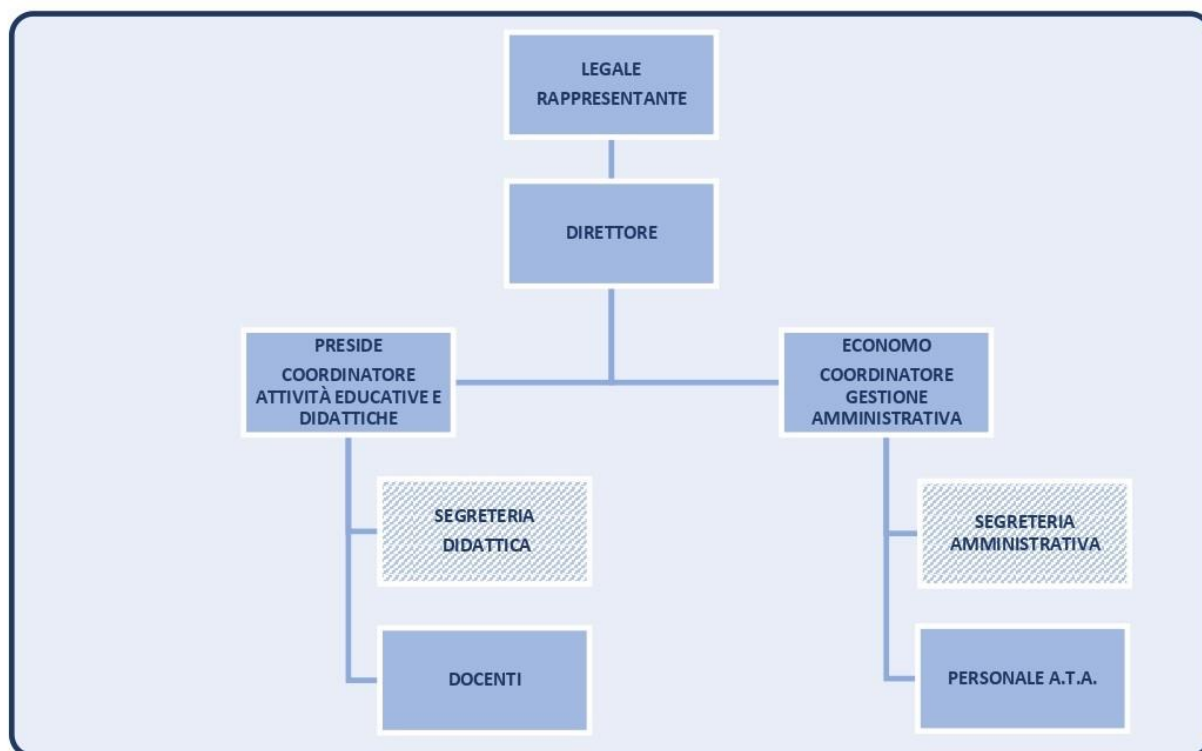 LEGALE
RAPPRESENTANTE
DIRETTORE
PRESIDE
COORDINATORE
ATTIVITÀ EDUCATIVE E
DIDATTICHE
ECONOMO
COORDINATORE
GESTIONE
AMMINISTRATIVA
SEGRETERIA
DIDATTICA
SEGRETERIA
AMMINISTRATIVA
DOCENTI
PERSONALE A.T.A.